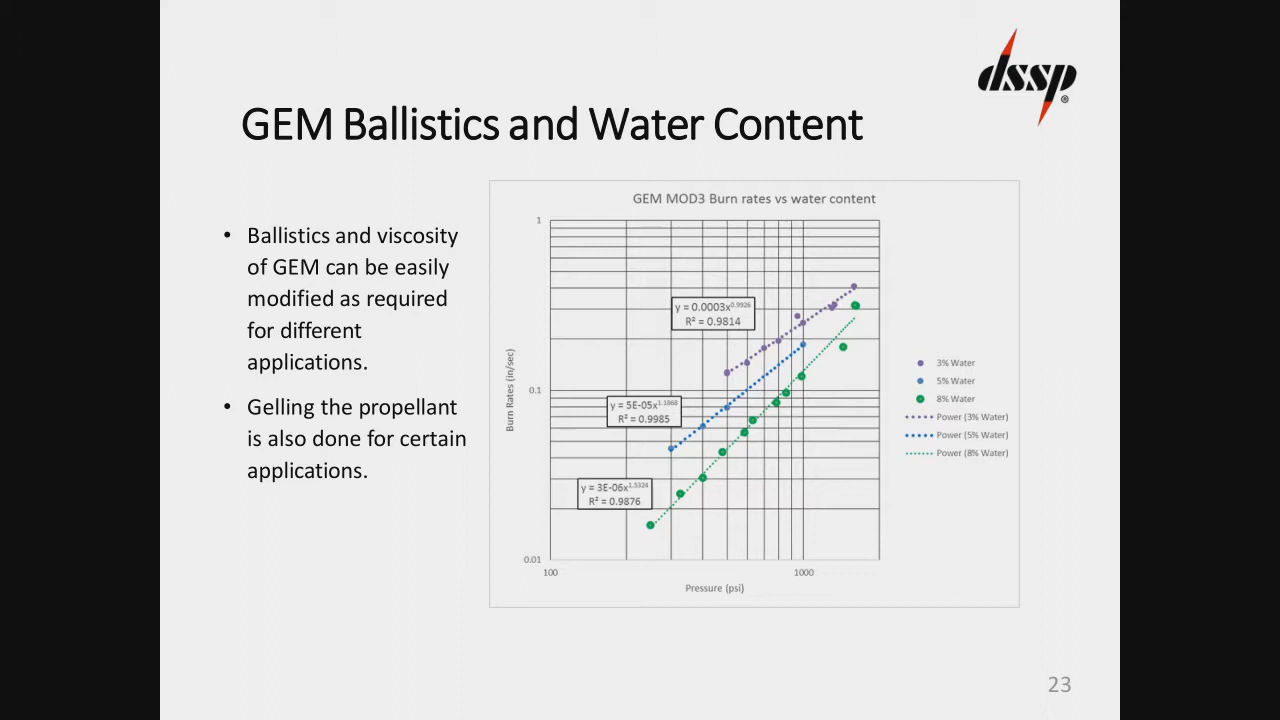 dssp®
GEM Ballistics and Water Content
• Ballistics and viscosity
of GEM can be easily
modified as required
for different
applications.
• Gelling the propellant
is also done for certain
applications.
GEM MOD3 Burn rates vs water content
1
0.1
0.01
Burn Rates (in/sec)
y = 0.0003x^0.9926
R² = 0.9814
y = 5E-05x^1.1868
R² = 0.9985
y = 3E-06x^1.5324
R² = 0.9876
100
1000
Pressure (psi)
3% Water
5% Water
8% Water
Power (3% Water)
Power (5% Water)
Power (8% Water)
23